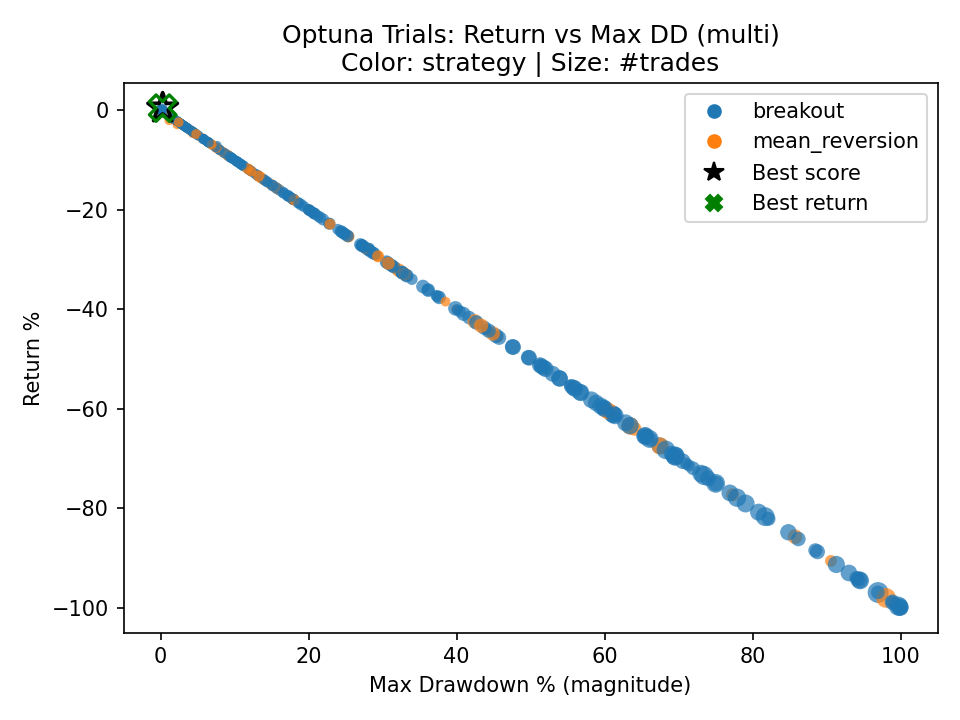 Optuna Trials: Return vs Max DD (multi)
Color: strategy | Size: #trades
breakout
mean_reversion
Best score
Best return
Return %
0
−20
−40
−60
−80
−100
0
20
40
60
80
100
Max Drawdown % (magnitude)